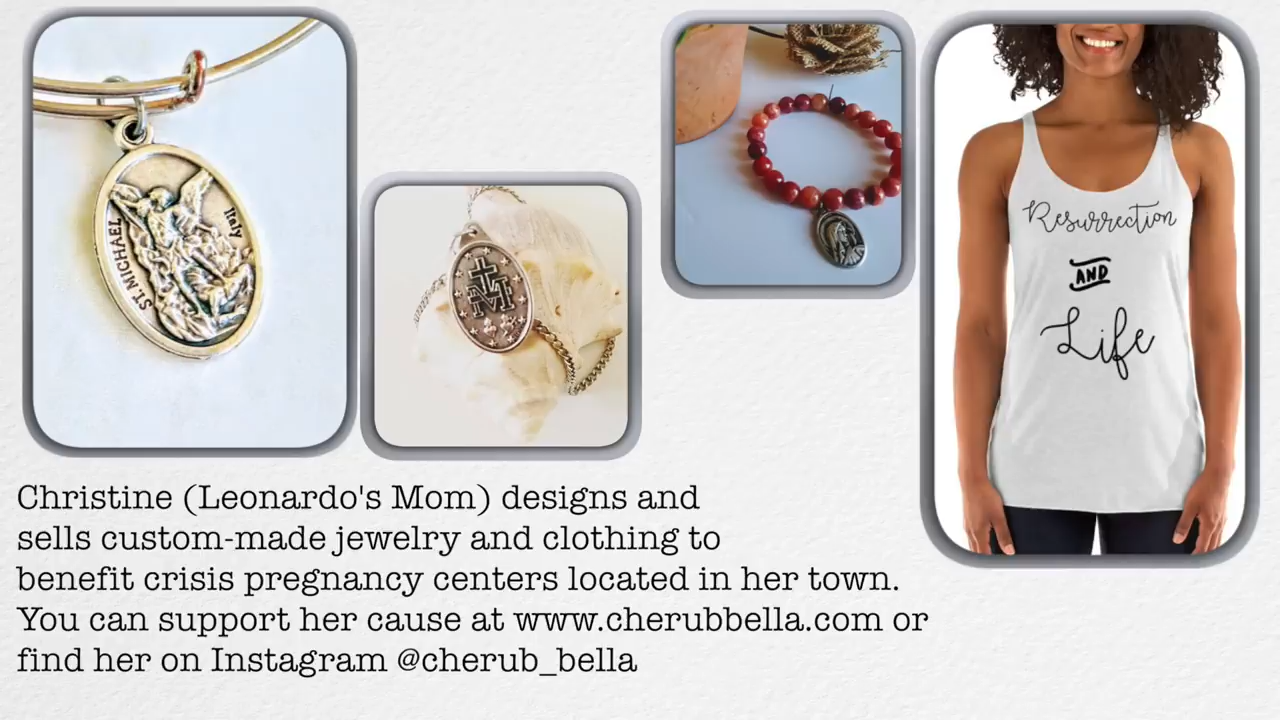 ST. MICHAEL
Italy
M
Resurrection
AND
Life
Christine (Leonardo's Mom) designs and
sells custom-made jewelry and clothing to
benefit crisis pregnancy centers located in her town.
You can support her cause at www.cherubbella.com or
find her on Instagram @cherub_bella